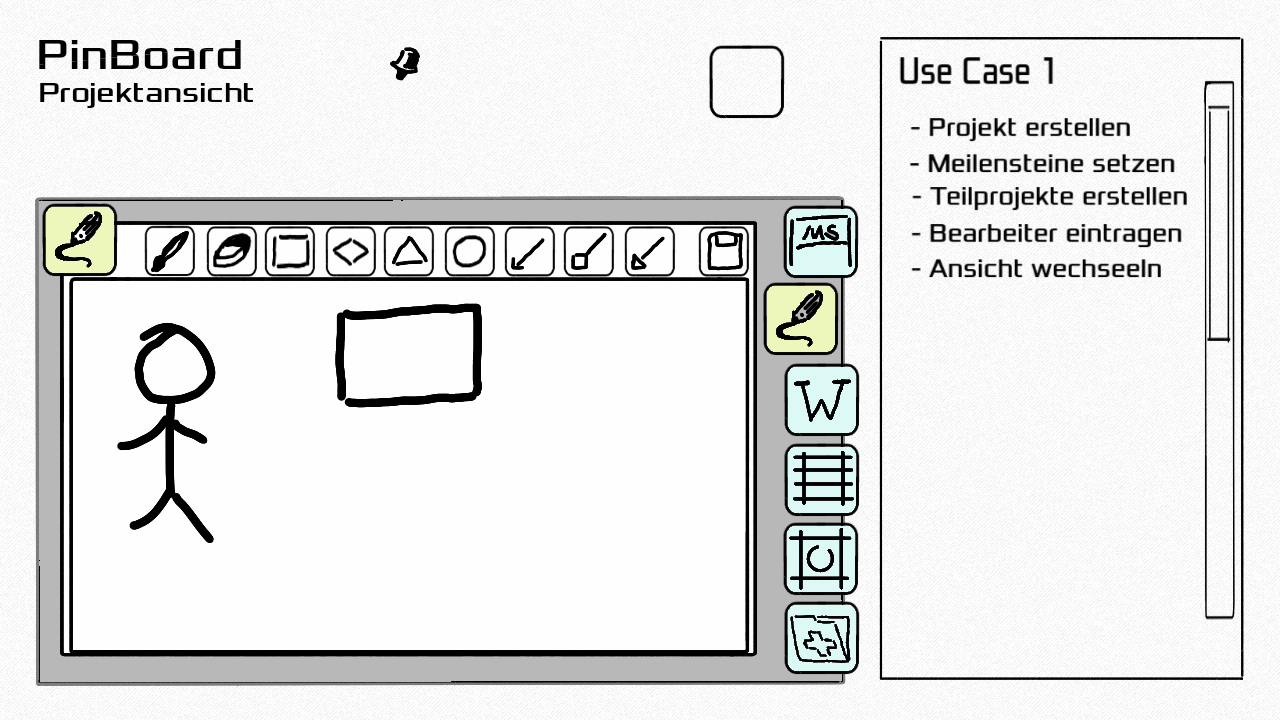 PinBoard
Projektansicht
Use Case 1
- Projekt erstellen
- Meilensteine setzen
- Teilprojekte erstellen
- Bearbeiter eintragen
- Ansicht wechseeln
MS
W